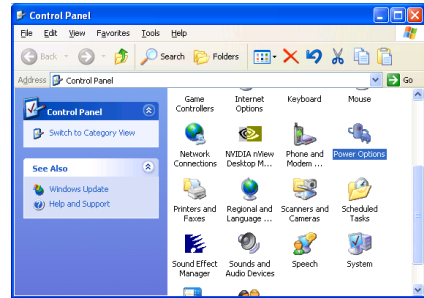 Control Panel
File Edit View Favorites Tools Help
Back Search Folders
Address Control Panel Go
Control Panel
Switch to Category View
See Also
Windows Update
Help and Support
Game Controllers
Internet Options
Keyboard
Mouse
Network Connections
NVIDIA nView Desktop M...
Phone and Modem ...
Power Options
Printers and Faxes
Regional and Language ...
Scanners and Cameras
Scheduled Tasks
Sound Effect Manager
Sounds and Audio Devices
Speech
System